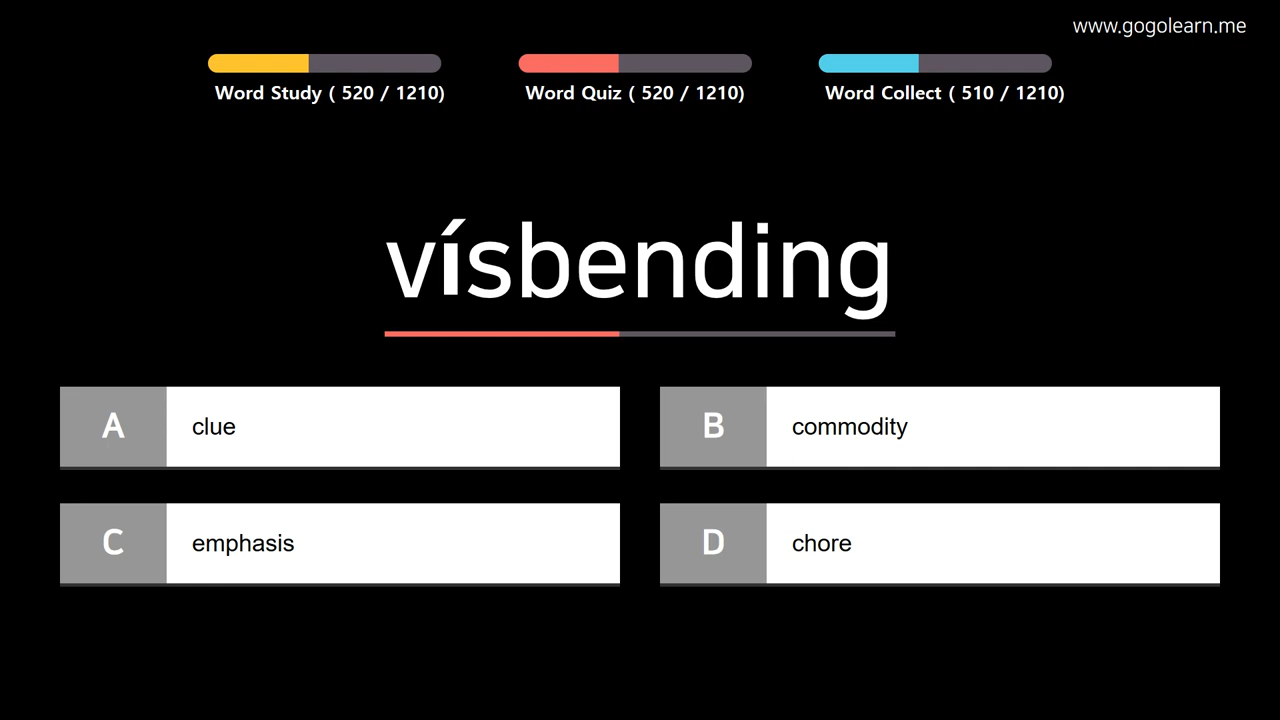 www.gogolearn.me
Word Study ( 520 / 1210)
Word Quiz ( 520 / 1210)
Word Collect ( 510 / 1210)
vísbending
A clue
B commodity
C emphasis
D chore